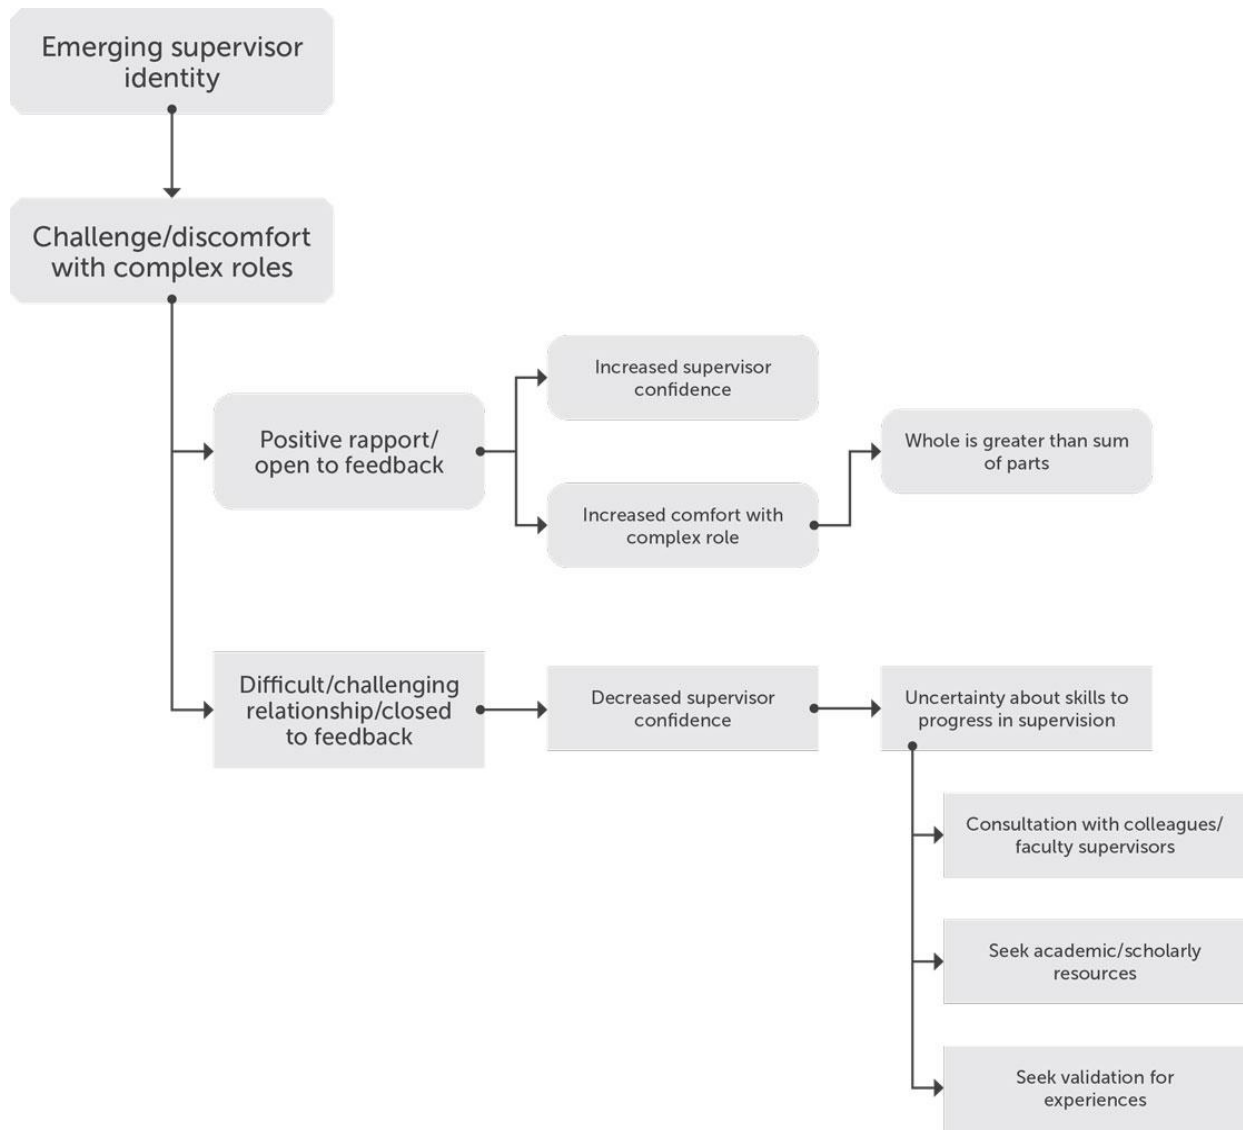 Emerging supervisor
identity
Challenge/discomfort
with complex roles
Positive rapport/
open to feedback
Increased supervisor
confidence
Increased comfort with
complex role
Whole is greater than sum
of parts
Difficult/challenging
relationship/closed
to feedback
Decreased supervisor
confidence
Uncertainty about skills to
progress in supervision
Consultation with colleagues/
faculty supervisors
Seek academic/scholarly
resources
Seek validation for
experiences